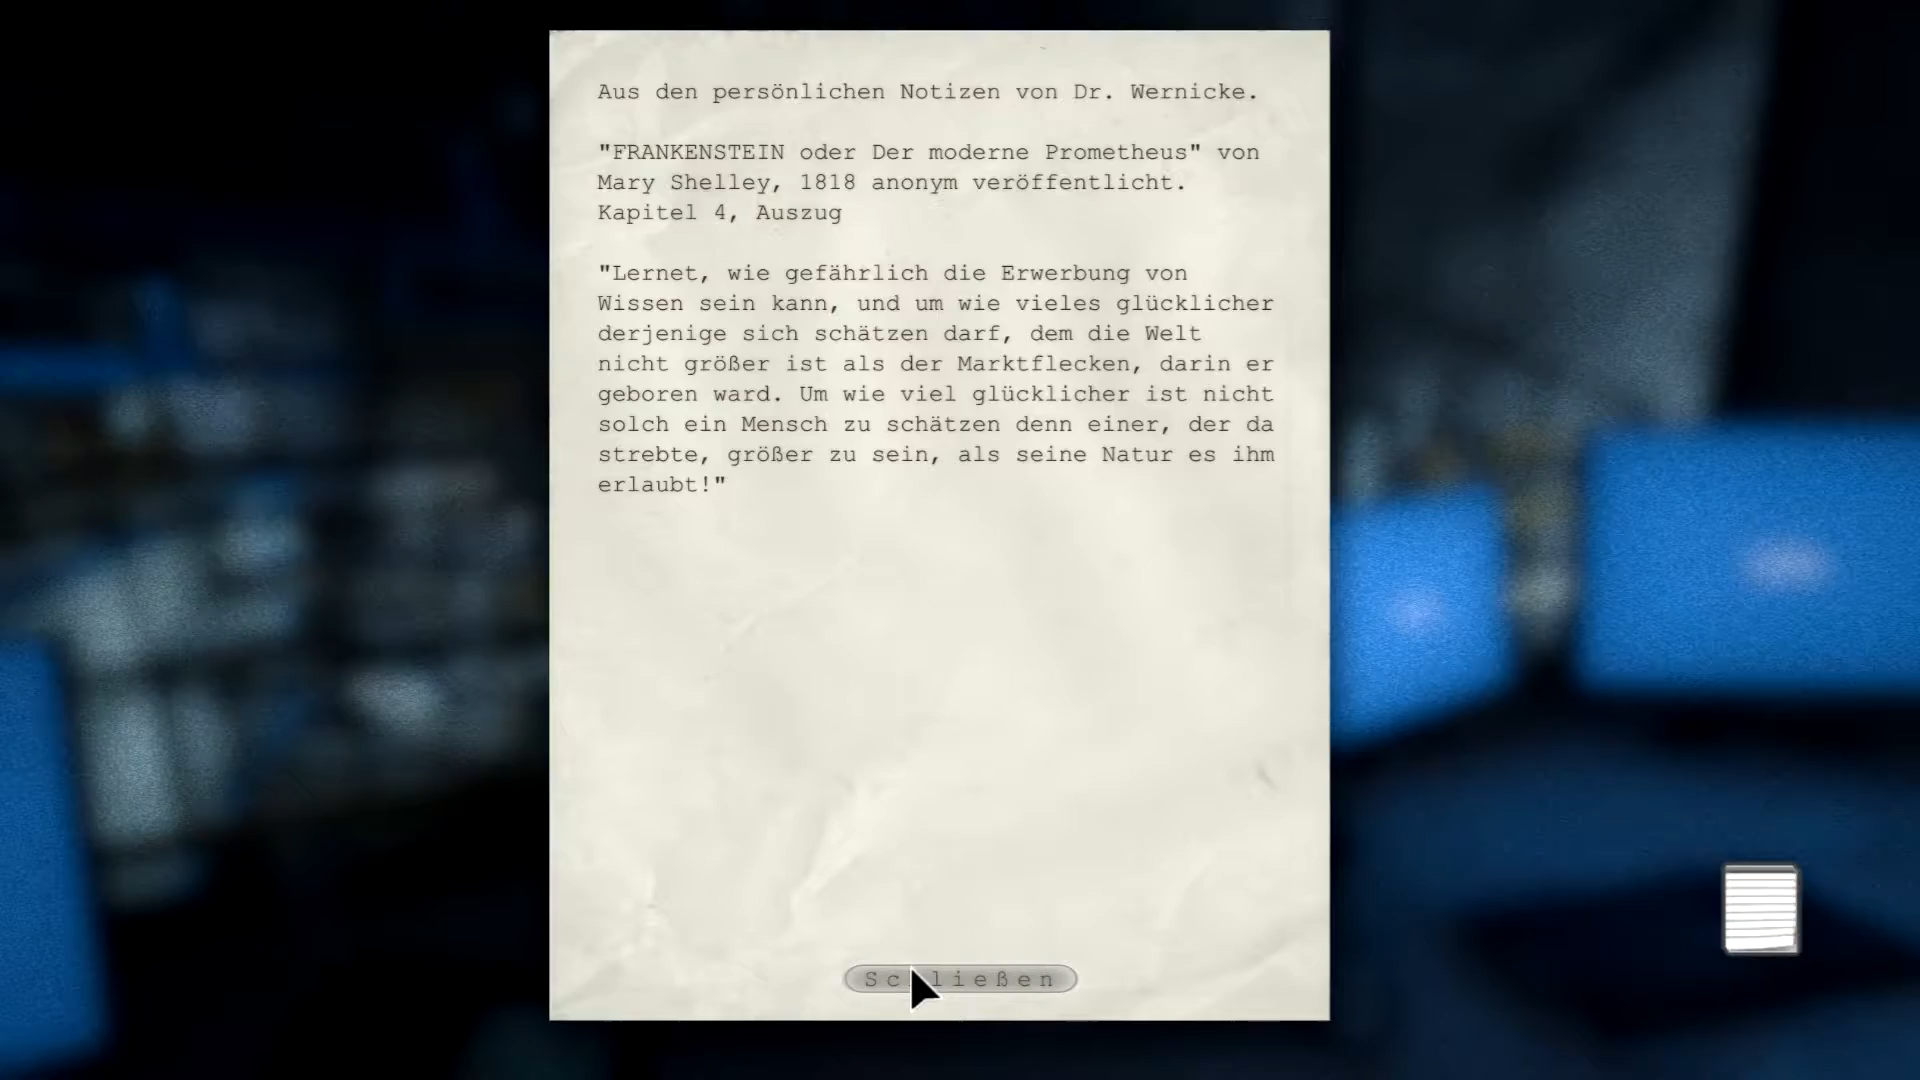 Aus den persönlichen Notizen von Dr. Wernicke.
"FRANKENSTEIN oder Der moderne Prometheus" von
Mary Shelley, 1818 anonym veröffentlicht.
Kapitel 4, Auszug
"Lernet, wie gefährlich die Erwerbung von
Wissen sein kann, und um wie vieles glücklicher
derjenige sich schätzen darf, dem die Welt
nicht größer ist als der Marktflecken, darin er
geboren ward. Um wie viel glücklicher ist nicht
solch ein Mensch zu schätzen denn einer, der da
strebte, größer zu sein, als seine Natur es ihm
erlaubt!"
Schließen